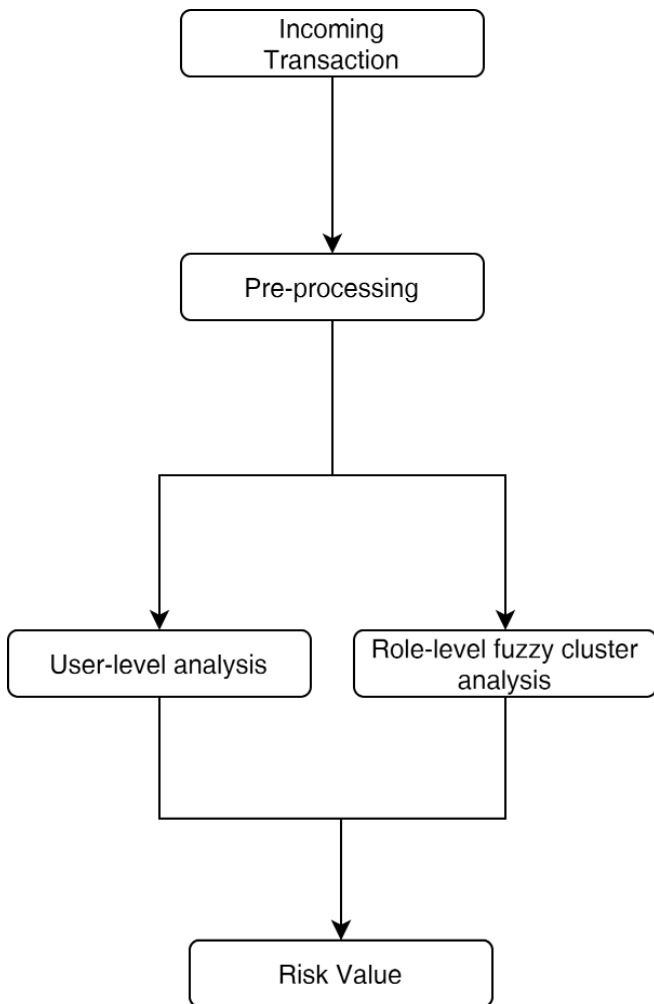 Incoming
Transaction
Pre-processing
User-level analysis
Role-level fuzzy cluster
analysis
Risk Value